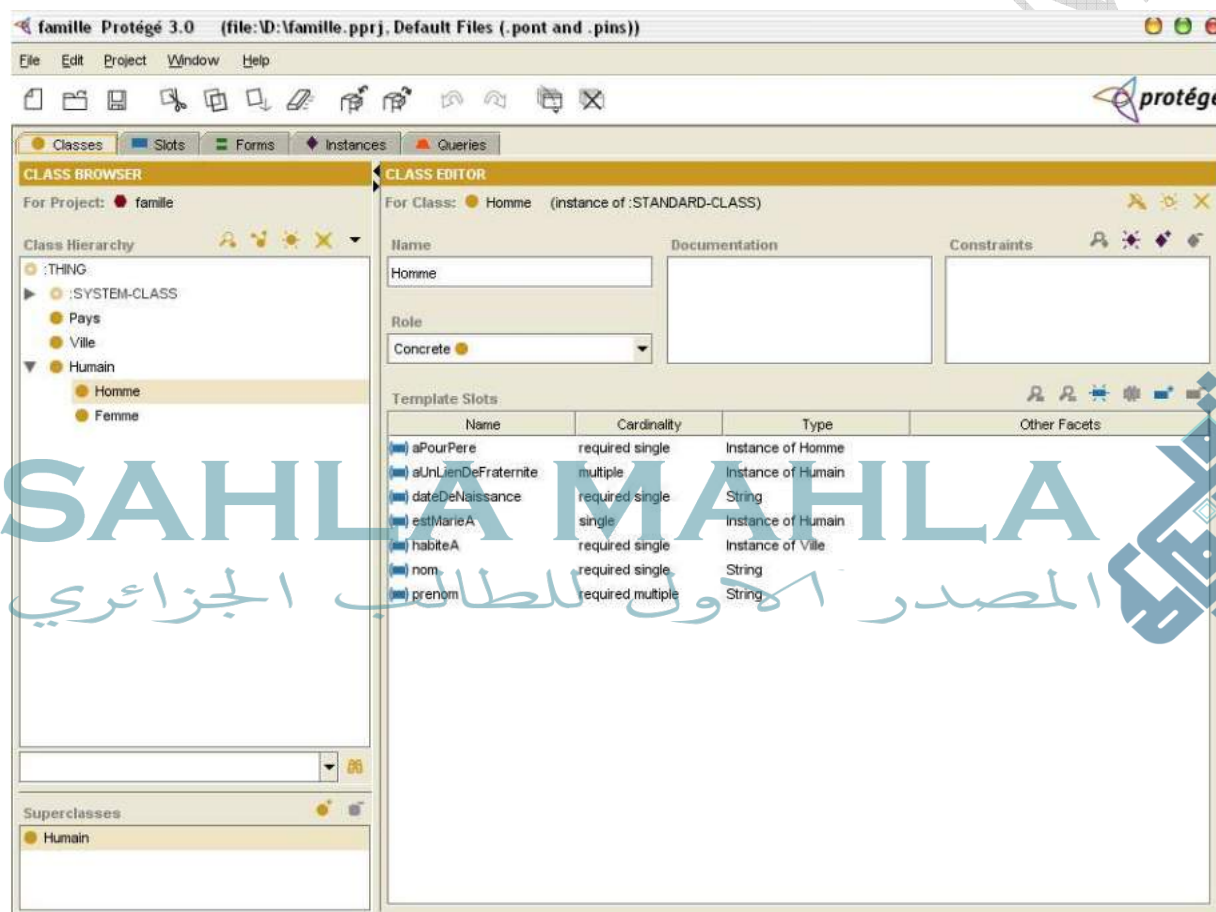 famille Protégé 3.0 (file:\D:\famille.pprj, Default Files (.pont and .pins))
File Edit Project Window Help
protégé
Classes Slots Forms Instances Queries
CLASS BROWSER
CLASS EDITOR
For Project: famille
For Class: Homme (instance of :STANDARD-CLASS)
Class Hierarchy
Name Documentation Constraints
:THING
Homme
:SYSTEM-CLASS
Pays
Role
Ville
Concrete
Humain
Homme
Template Slots
Femme
Name Cardinality Type Other Facets
aPourPere required single Instance of Homme
aUnLienDeFraternite multiple Instance of Humain
dateDeNaissance required single String
estMarieA single Instance of Humain
habiteA required single Instance of Ville
nom required single String
prenom required multiple String
SAHLA MAHLA
المصدر الاول للطالب الجزائري
Superclasses
Humain